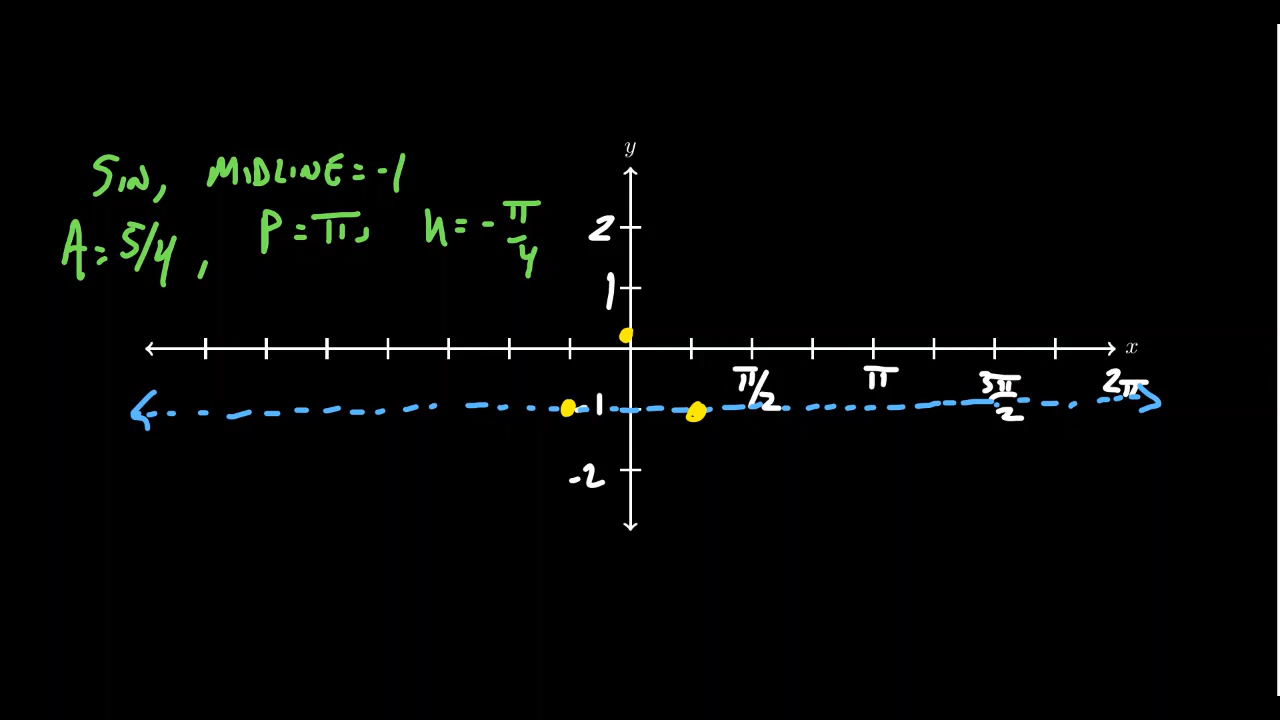 y
SIN, MIDLINE = -1
A = 5/4, P = π, h = -π/4
2
1
x
π/2 π 3π/2 2π
-1
-2